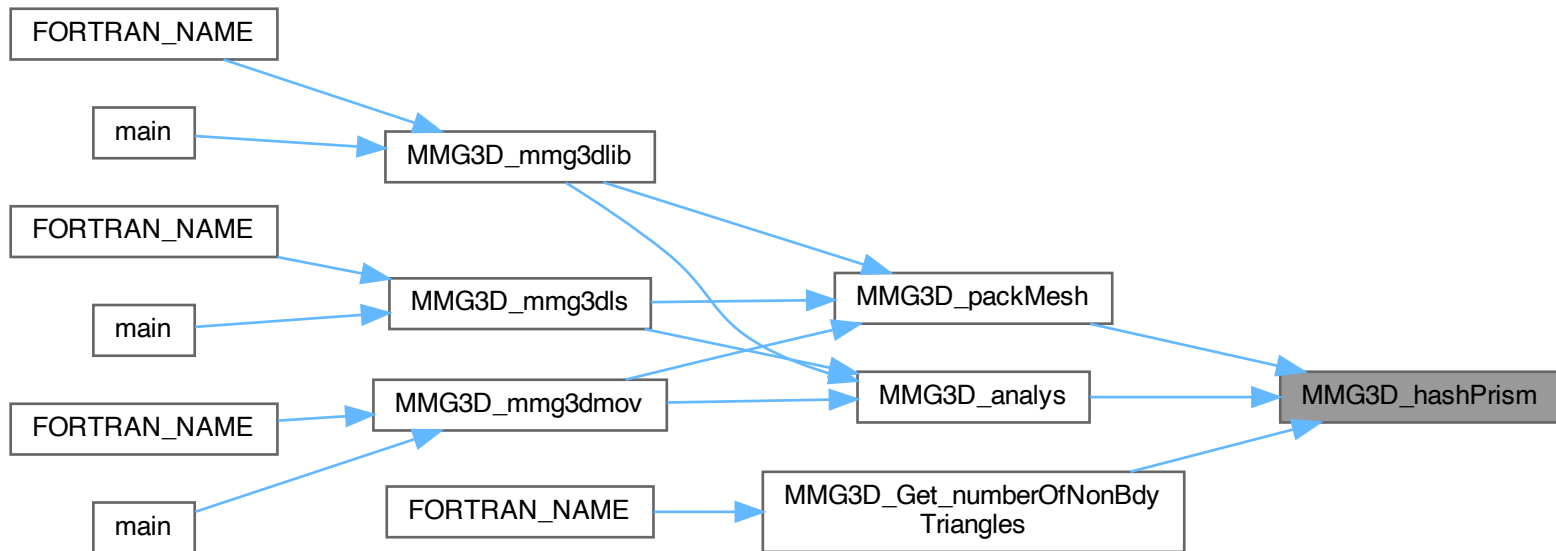 FORTRAN_NAME
main
MMG3D_mmg3dlib
FORTRAN_NAME
main
MMG3D_mmg3dls
MMG3D_packMesh
FORTRAN_NAME
main
MMG3D_mmg3dmov
MMG3D_analys
MMG3D_hashPrism
FORTRAN_NAME
MMG3D_Get_numberOfNonBdy
Triangles